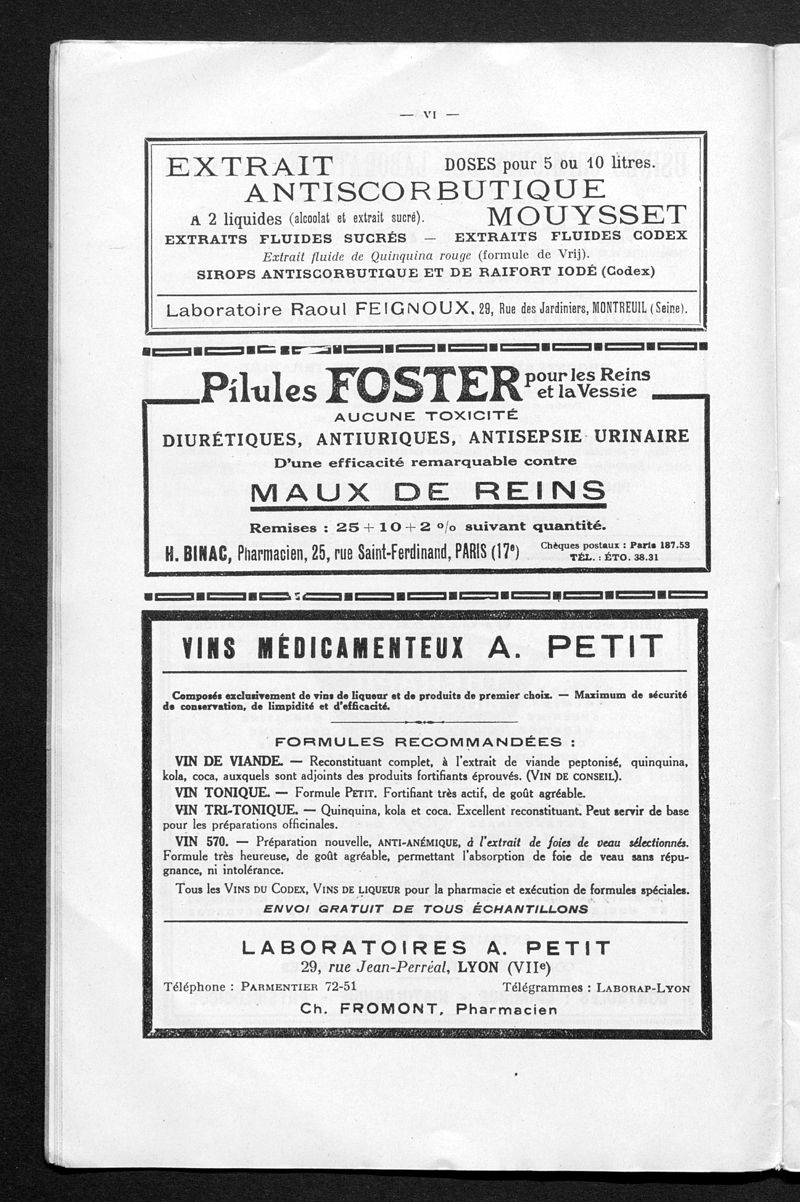 — VI —
EXTRAIT DOSES pour 5 ou 10 litres.
ANTISCORBUTIQUE
A 2 liquides (alcoolat et extrait sucré). MOUYSSET
EXTRAITS FLUIDES SUCRÉS — EXTRAITS FLUIDES CODEX
Extrait fluide de Quinquina rouge (formule de Vrij).
SIROPS ANTISCORBUTIQUE ET DE RAIFORT IODÉ (Codex)
Laboratoire Raoul FEIGNOUX, 29, Rue des Jardiniers, MONTREUIL (Seine).
Pilules FOSTER pour les Reins
et la Vessie
AUCUNE TOXICITÉ
DIURÉTIQUES, ANTIURIQUES, ANTISEPSIE URINAIRE
D'une efficacité remarquable contre
MAUX DE REINS
Remises : 25 + 10 + 2 % suivant quantité.
H. BINAC, Pharmacien, 25, rue Saint-Ferdinand, PARIS (17e) Chèques postaux : Paris 187.53
TÉL. : ÉTO. 38.31
VINS MÉDICAMENTEUX A. PETIT
Composés exclusivement de vins de liqueur et de produits de premier choix. — Maximum de sécurité
de conservation, de limpidité et d'efficacité.
FORMULES RECOMMANDÉES :
VIN DE VIANDE. — Reconstituant complet, à l'extrait de viande peptonisé, quinquina,
kola, coca, auxquels sont adjoints des produits fortifiants éprouvés. (VIN DE CONSEIL).
VIN TONIQUE. — Formule PETIT. Fortifiant très actif, de goût agréable.
VIN TRI-TONIQUE. — Quinquina, kola et coca. Excellent reconstituant. Peut servir de base
pour les préparations officinales.
VIN 570. — Préparation nouvelle, ANTI-ANÉMIQUE, à l'extrait de foies de veau sélectionnés.
Formule très heureuse, de goût agréable, permettant l'absorption de foie de veau sans répu-
gnance, ni intolérance.
Tous les VINS DU CODEX, VINS DE LIQUEUR pour la pharmacie et exécution de formules spéciales.
ENVOI GRATUIT DE TOUS ÉCHANTILLONS
LABORATOIRES A. PETIT
29, rue Jean-Perréal, LYON (VIIe)
Téléphone : PARMENTIER 72-51 Télégrammes : LABORAP-LYON
Ch. FROMONT, Pharmacien